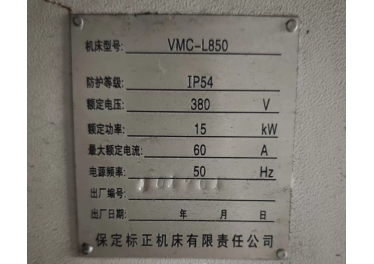 机床型号: VMC-L850
防护等级: IP54
额定电压: 380 V
额定功率: 15 kW
最大额定电流: 60 A
电源频率: 50 Hz
出厂编号:
出厂日期: 年 月 日
保定标正机床有限责任公司